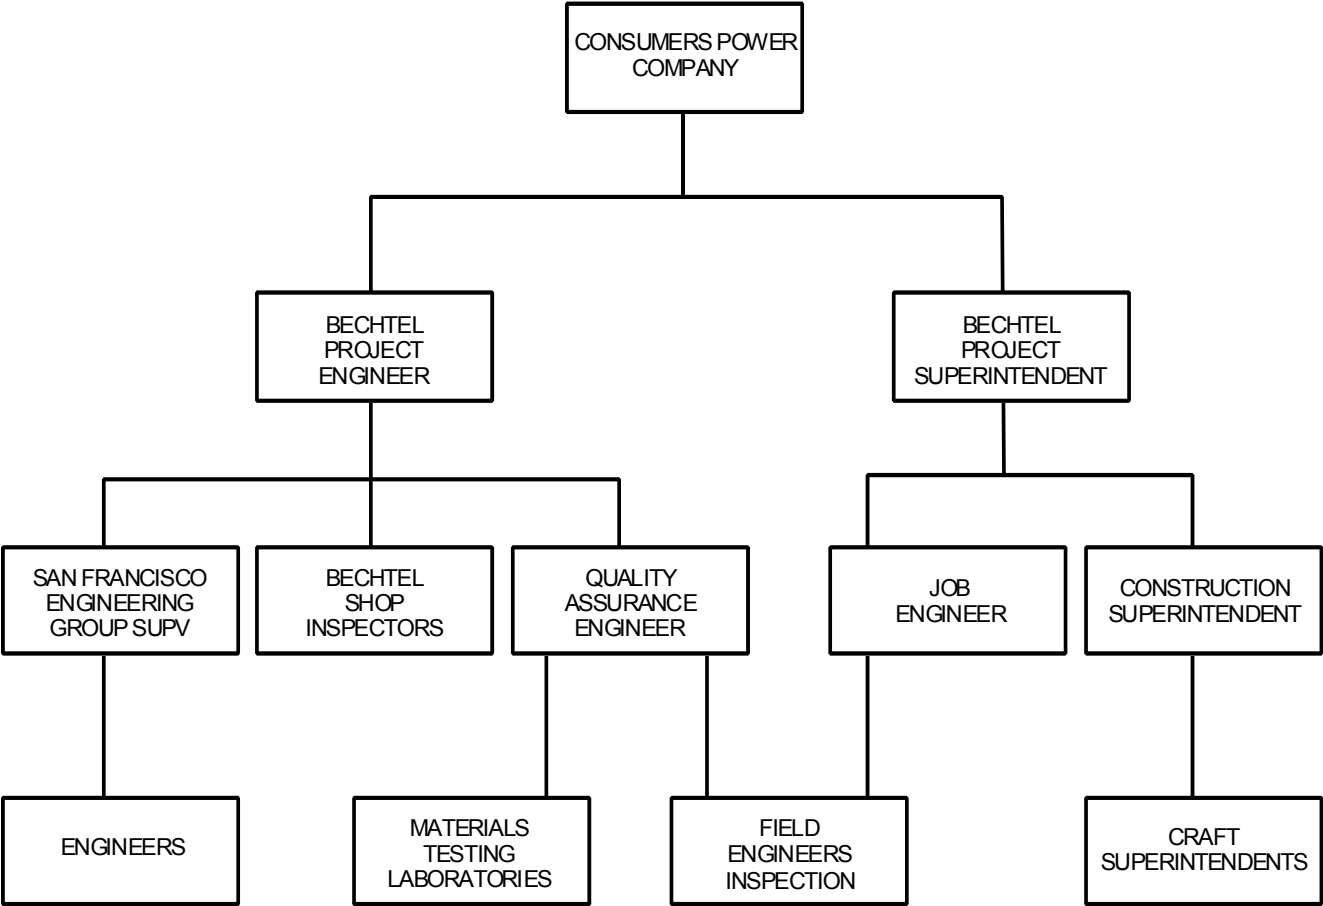 CONSUMERS POWER
COMPANY
BECHTEL
PROJECT
ENGINEER
BECHTEL
PROJECT
SUPERINTENDENT
SAN FRANCISCO
ENGINEERING
GROUP SUPV
BECHTEL
SHOP
INSPECTORS
QUALITY
ASSURANCE
ENGINEER
JOB
ENGINEER
CONSTRUCTION
SUPERINTENDENT
ENGINEERS
MATERIALS
TESTING
LABORATORIES
FIELD
ENGINEERS
INSPECTION
CRAFT
SUPERINTENDENTS